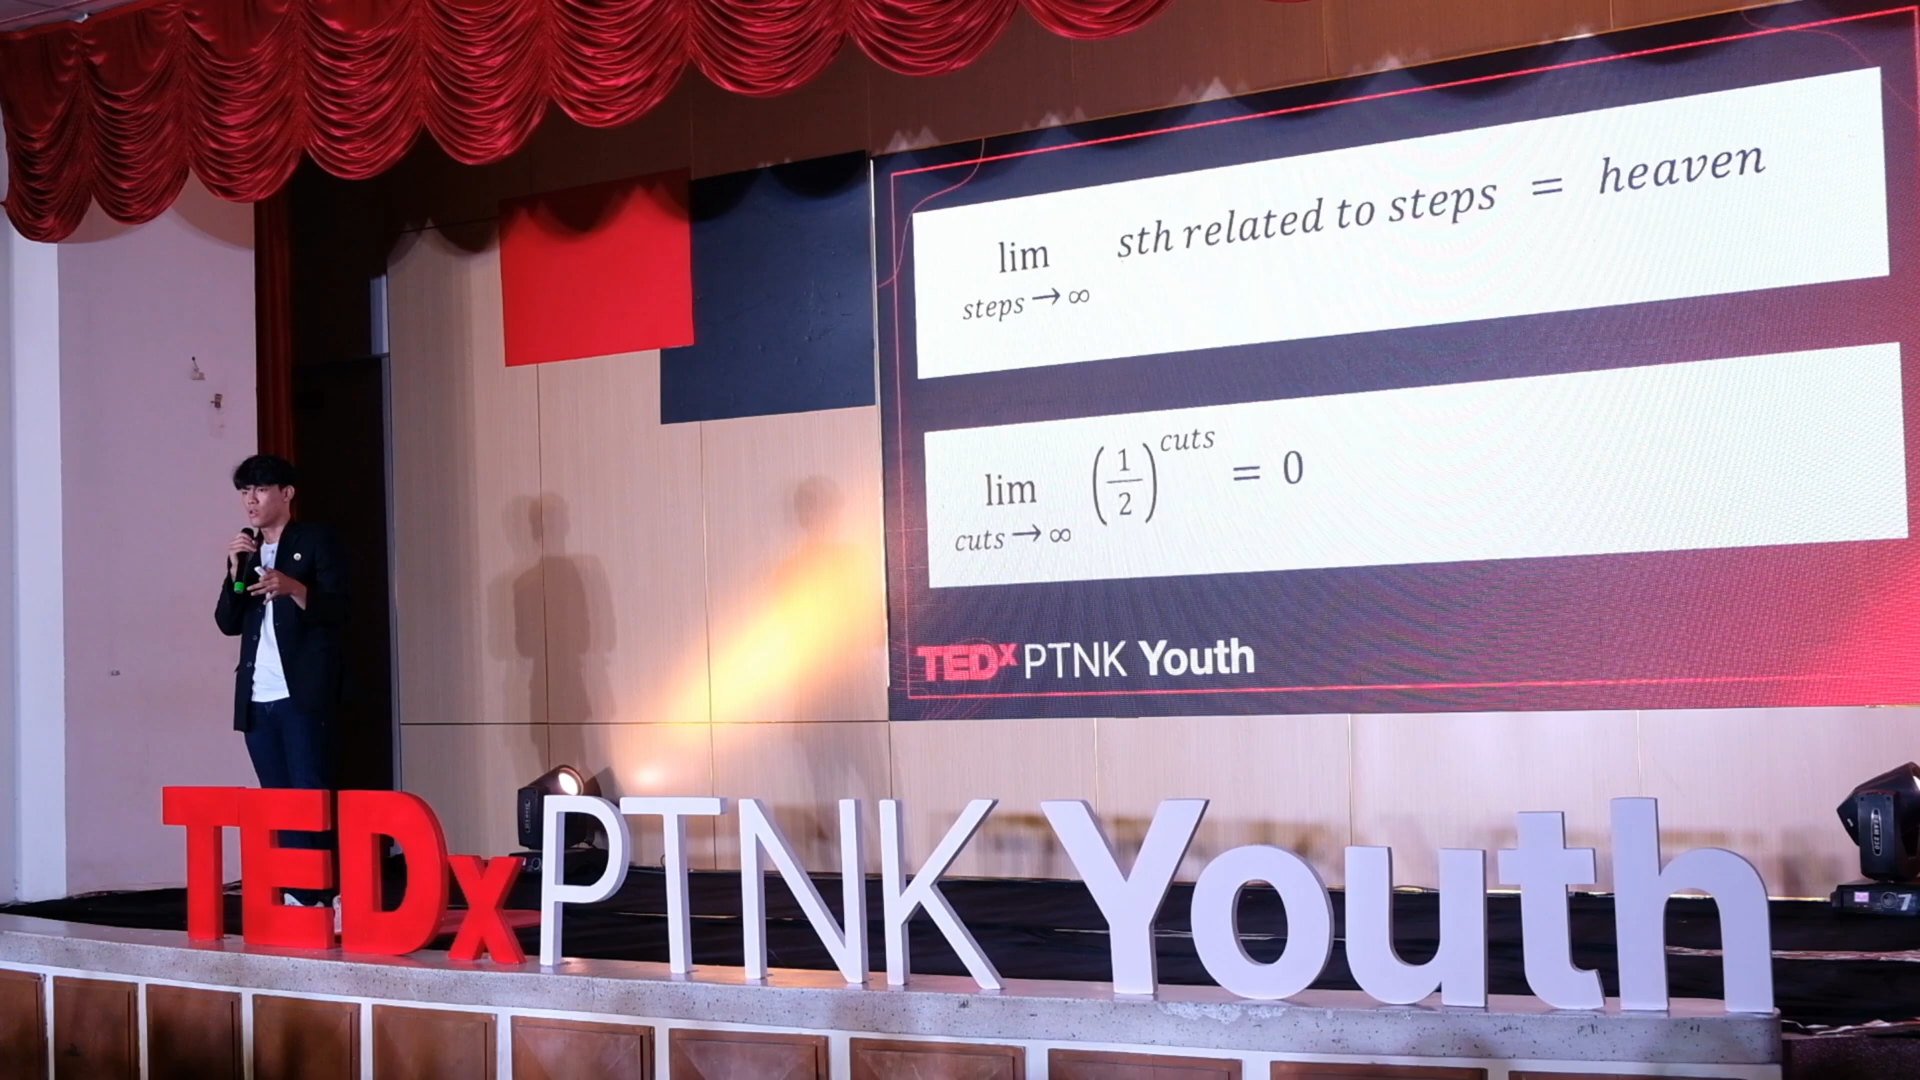 lim sth related to steps = heaven
steps → ∞
lim (1/2)^cuts = 0
cuts → ∞
TEDx PTNK Youth
TEDx PTNK Youth
7